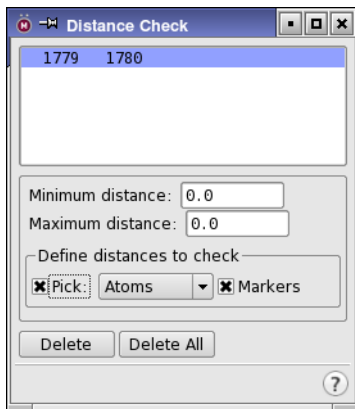 Distance Check
1779 1780
Minimum distance: 0.0
Maximum distance: 0.0
Define distances to check
Pick: Atoms Markers
Delete Delete All
?